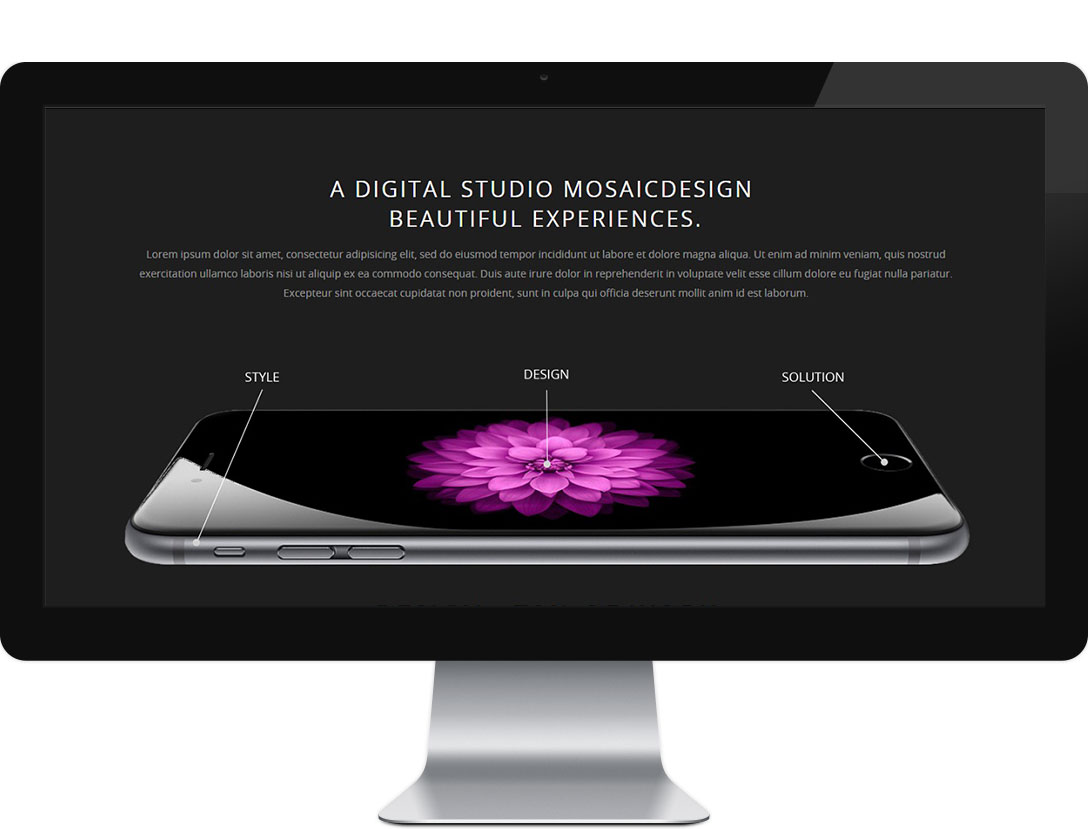 A DIGITAL STUDIO MOSAICDESIGN
BEAUTIFUL EXPERIENCES.
Lorem ipsum dolor sit amet, consectetur adipisicing elit, sed do eiusmod tempor incididunt ut labore et dolore magna aliqua. Ut enim ad minim veniam, quis nostrud
exercitation ullamco laboris nisi ut aliquip ex ea commodo consequat. Duis aute irure dolor in reprehenderit in voluptate velit esse cillum dolore eu fugiat nulla pariatur.
Excepteur sint occaecat cupidatat non proident, sunt in culpa qui officia deserunt mollit anim id est laborum.
STYLE
DESIGN
SOLUTION